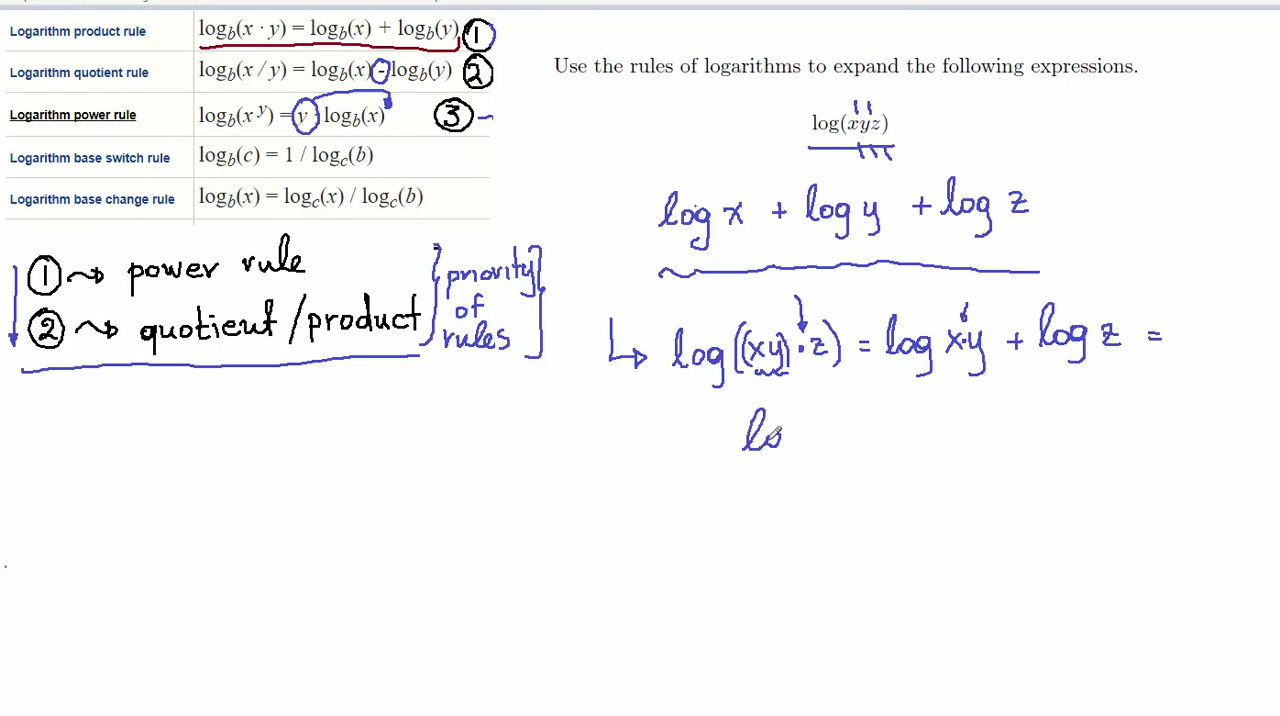 Logarithm product rule log_b(x · y) = log_b(x) + log_b(y) ①
Logarithm quotient rule log_b(x / y) = log_b(x) - log_b(y) ②
Logarithm power rule log_b(x^y) = y · log_b(x) ③
Logarithm base switch rule log_b(c) = 1 / log_c(b)
Logarithm base change rule log_b(x) = log_c(x) / log_c(b)
① → power rule
② → quotient / product
{priority
of
rules}
Use the rules of logarithms to expand the following expressions.
log(xyz)
log x + log y + log z
↳ log((xy) · z) = log x·y + log z =
lo